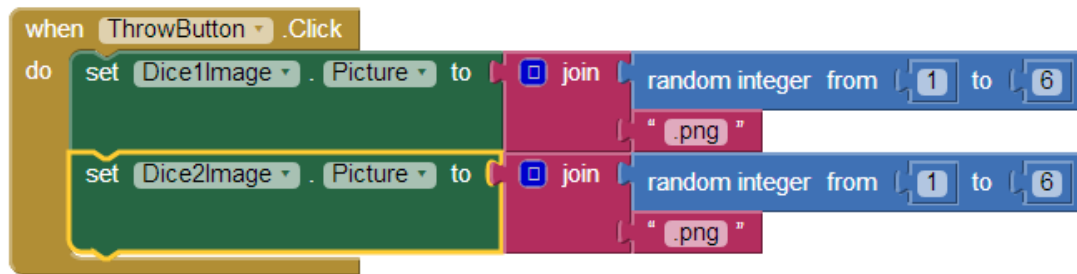 when ThrowButton .Click
do set Dice1Image . Picture to join random integer from 1 to 6
" .png "
set Dice2Image . Picture to join random integer from 1 to 6
" .png "